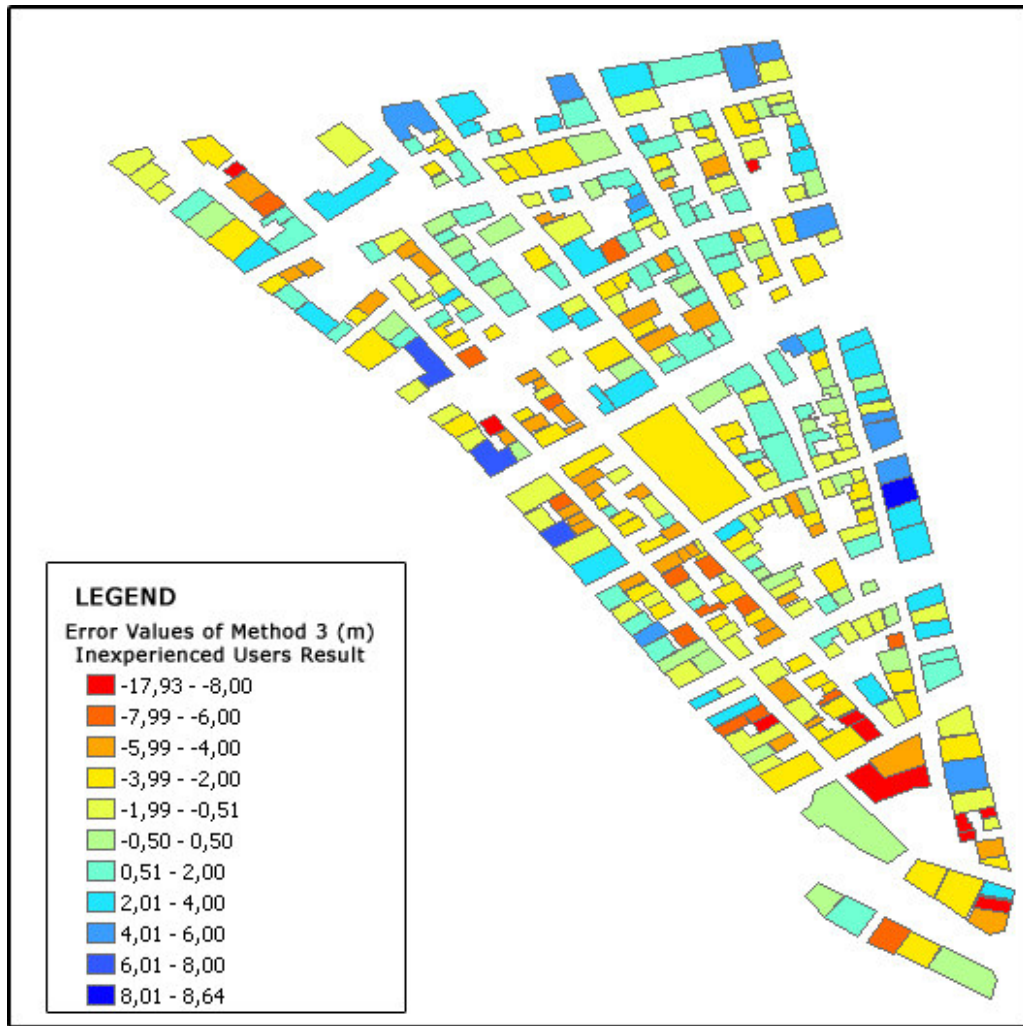 LEGEND
Error Values of Method 3 (m)
Inexperienced Users Result
-17,93 - -8,00
-7,99 - -6,00
-5,99 - -4,00
-3,99 - -2,00
-1,99 - -0,51
-0,50 - 0,50
0,51 - 2,00
2,01 - 4,00
4,01 - 6,00
6,01 - 8,00
8,01 - 8,64